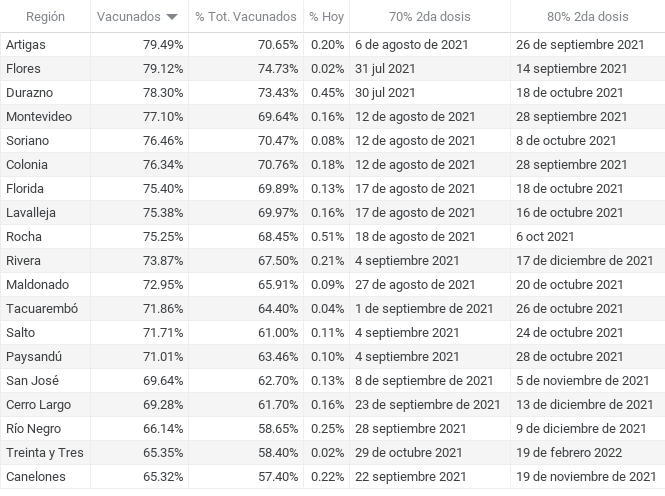 Región Vacunados % Tot. Vacunados % Hoy 70% 2da dosis 80% 2da dosis
Artigas 79.49% 70.65% 0.20% 6 de agosto de 2021 26 de septiembre 2021
Flores 79.12% 74.73% 0.02% 31 jul 2021 14 septiembre 2021
Durazno 78.30% 73.43% 0.45% 30 jul 2021 18 de octubre 2021
Montevideo 77.10% 69.64% 0.16% 12 de agosto de 2021 28 septiembre 2021
Soriano 76.46% 70.47% 0.08% 12 de agosto de 2021 8 de octubre 2021
Colonia 76.34% 70.76% 0.18% 12 de agosto de 2021 28 septiembre 2021
Florida 75.40% 69.89% 0.13% 17 de agosto de 2021 18 de octubre 2021
Lavalleja 75.38% 69.97% 0.16% 17 de agosto de 2021 16 de octubre 2021
Rocha 75.25% 68.45% 0.51% 18 de agosto de 2021 6 oct 2021
Rivera 73.87% 67.50% 0.21% 4 septiembre 2021 17 de diciembre de 2021
Maldonado 72.95% 65.91% 0.09% 27 de agosto de 2021 20 de octubre 2021
Tacuarembó 71.86% 64.40% 0.04% 1 de septiembre de 2021 26 de octubre 2021
Salto 71.71% 61.00% 0.11% 4 septiembre 2021 24 de octubre 2021
Paysandú 71.01% 63.46% 0.10% 4 septiembre 2021 28 de octubre 2021
San José 69.64% 62.70% 0.13% 8 de septiembre de 2021 5 de noviembre de 2021
Cerro Largo 69.28% 61.70% 0.16% 23 de septiembre de 2021 13 de diciembre de 2021
Río Negro 66.14% 58.65% 0.25% 28 septiembre 2021 9 de diciembre de 2021
Treinta y Tres 65.35% 58.40% 0.02% 29 de octubre de 2021 19 de febrero 2022
Canelones 65.32% 57.40% 0.22% 22 septiembre 2021 19 de noviembre de 2021